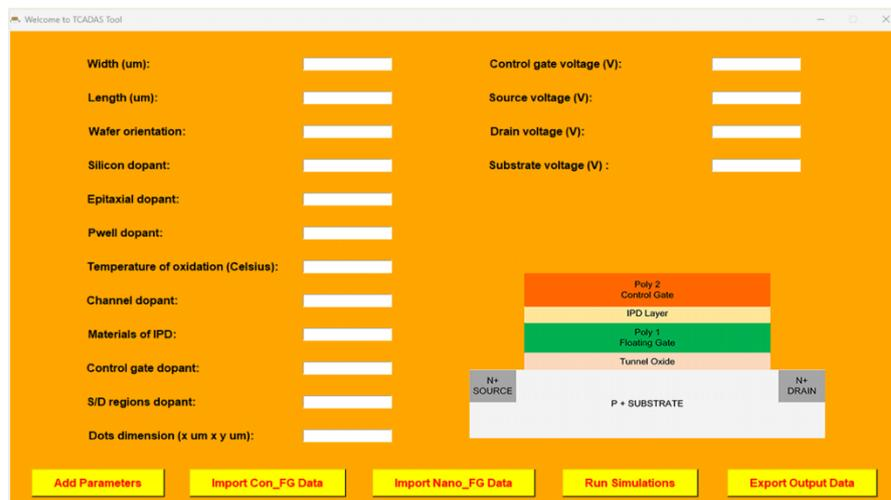 Welcome to TCADAS Tool
Width (um):
Length (um):
Wafer orientation:
Silicon dopant:
Epitaxial dopant:
Pwell dopant:
Temperature of oxidation (Celsius):
Channel dopant:
Materials of IPD:
Control gate dopant:
S/D regions dopant:
Dots dimension (x um x y um):
Control gate voltage (V):
Source voltage (V):
Drain voltage (V):
Substrate voltage (V) :
Poly 2
Control Gate
IPD Layer
Poly 1
Floating Gate
Tunnel Oxide
N+
SOURCE
N+
DRAIN
P + SUBSTRATE
Add Parameters
Import Con_FG Data
Import Nano_FG Data
Run Simulations
Export Output Data